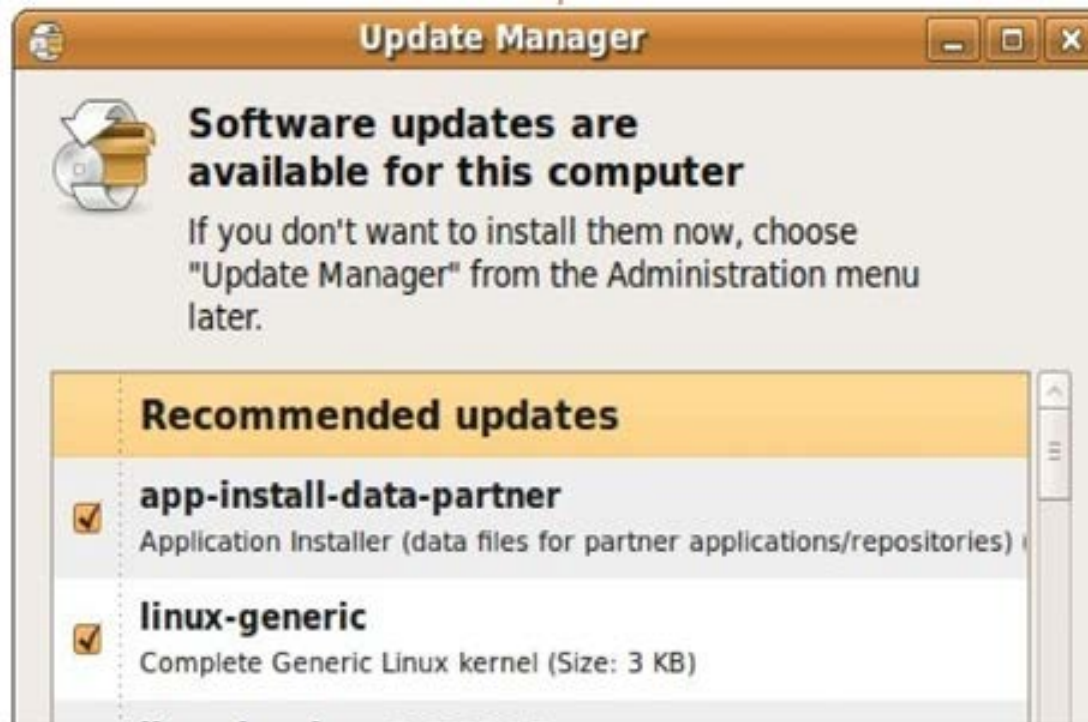 Update Manager
Software updates are
available for this computer
If you don't want to install them now, choose
"Update Manager" from the Administration menu
later.
Recommended updates
app-install-data-partner
Application Installer (data files for partner applications/repositories)
linux-generic
Complete Generic Linux kernel (Size: 3 KB)